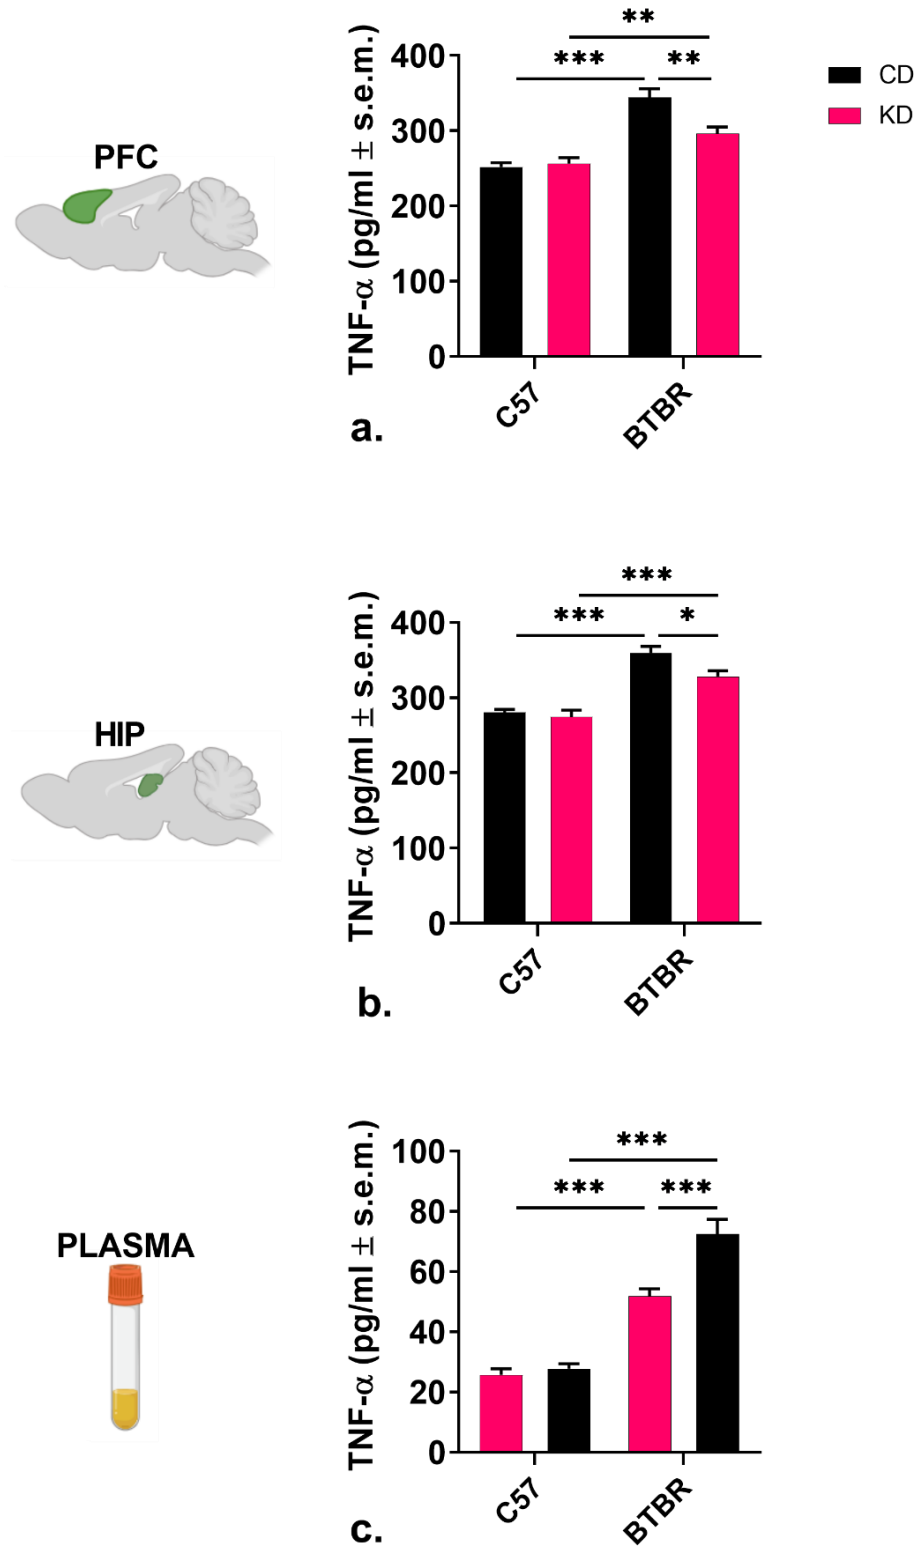 **
400
***
**
CD
KD
300
PFC
200
100
0
TNF-α (pg/ml ± s.e.m.)
C57
BTBR
a.
***
400
***
*
300
HIP
200
100
0
TNF-α (pg/ml ± s.e.m.)
C57
BTBR
b.
***
100
***
***
80
PLASMA
60
40
20
0
TNF-α (pg/ml ± s.e.m.)
C57
BTBR
c.